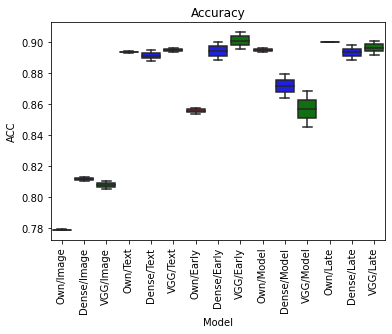 Accuracy
0.90
0.88
0.86
0.84
0.82
0.80
0.78
ACC
Own/Image
Dense/Image
VGG/Image
Own/Text
Dense/Text
VGG/Text
Own/Early
Dense/Early
VGG/Early
Own/Model
Dense/Model
VGG/Model
Own/Late
Dense/Late
VGG/Late
Model